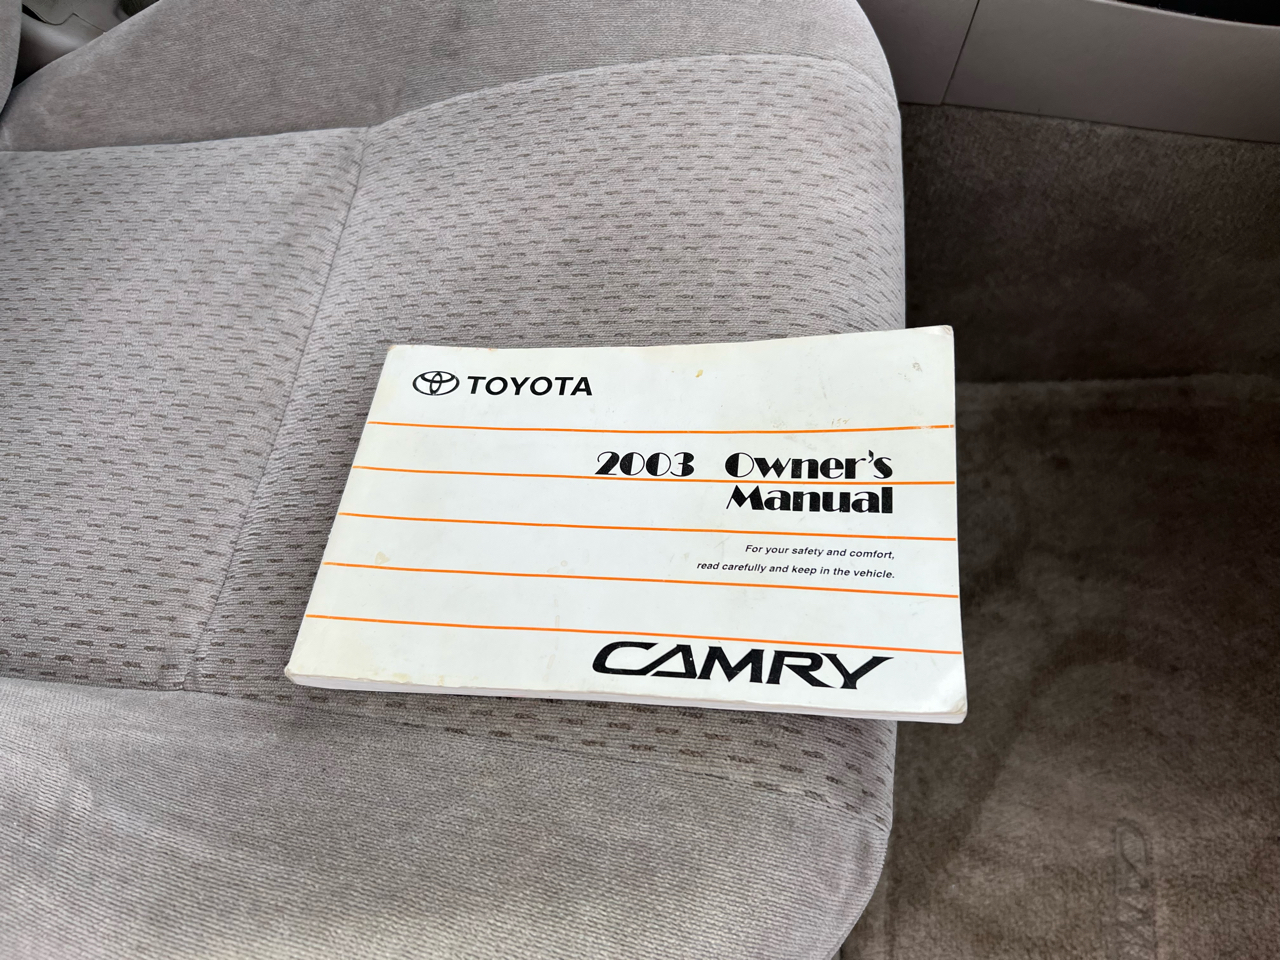 TOYOTA
2003 Owner's
Manual
For your safety and comfort,
read carefully and keep in the vehicle.
CAMRY